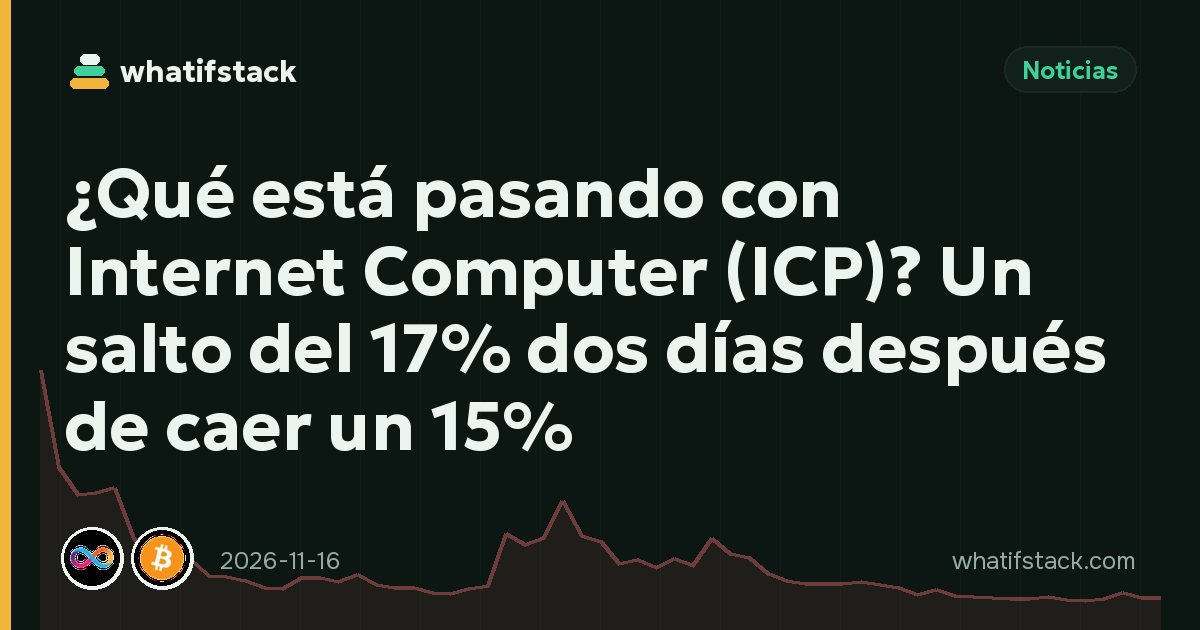 whatifstack
Noticias
¿Qué está pasando con
Internet Computer (ICP)? Un
salto del 17% dos días después
de caer un 15%
2026-11-16
whatifstack.com